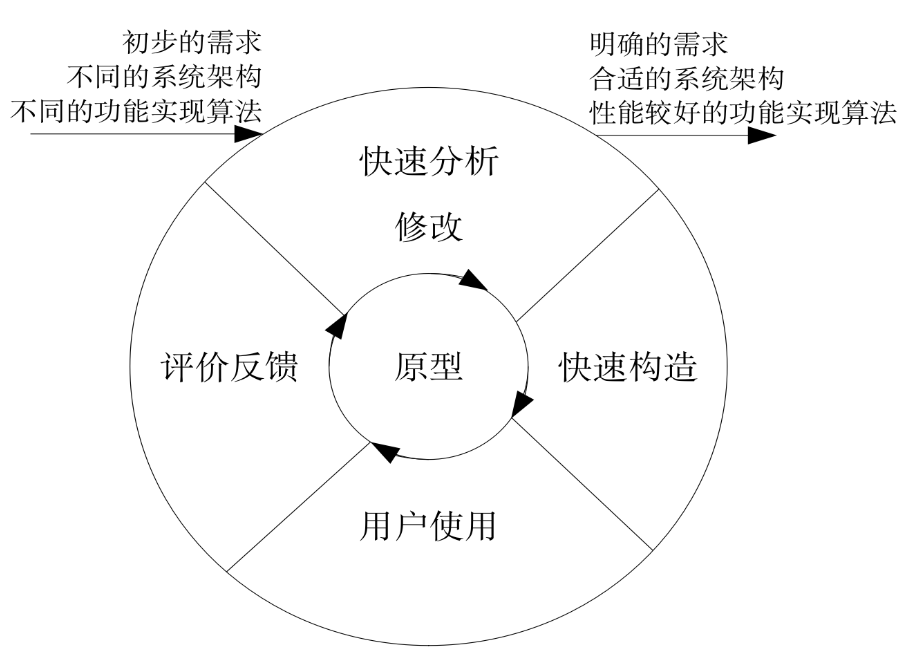 初步的需求
不同的系统架构
不同的功能实现算法
明确的需求
合适的系统架构
性能较好的功能实现算法
快速分析
修改
评价反馈
原型
快速构造
用户使用